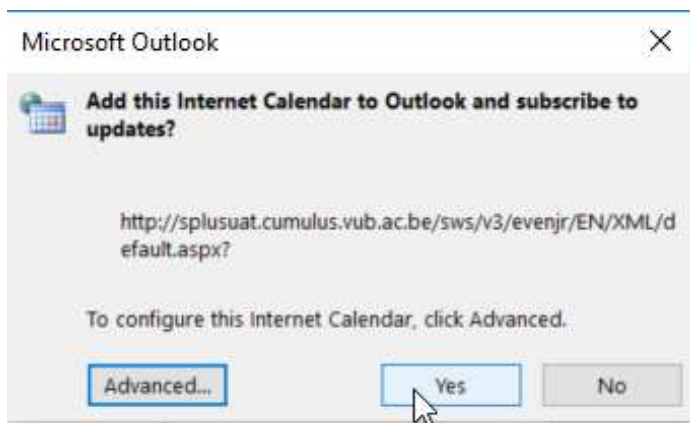 Microsoft Outlook
Add this Internet Calendar to Outlook and subscribe to
updates?
http://splusuat.cumulus.vub.ac.be/sws/v3/evenjr/EN/XML/d
efault.aspx?
To configure this Internet Calendar, click Advanced.
Advanced... Yes No